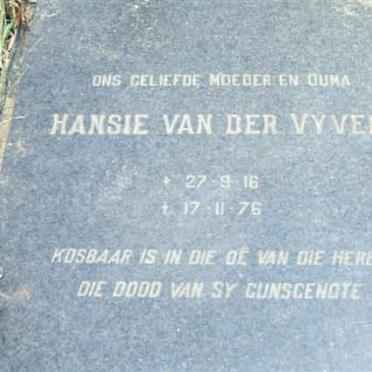 ONS GELIEFDE MOEDER EN OUMA
HANSIE VAN DER VYVE
* 27-9-16
† 17-11-76
KOSBAAR IS IN DIE OË VAN DIE HERE
DIE DOOD VAN SY GUNSGENOTE